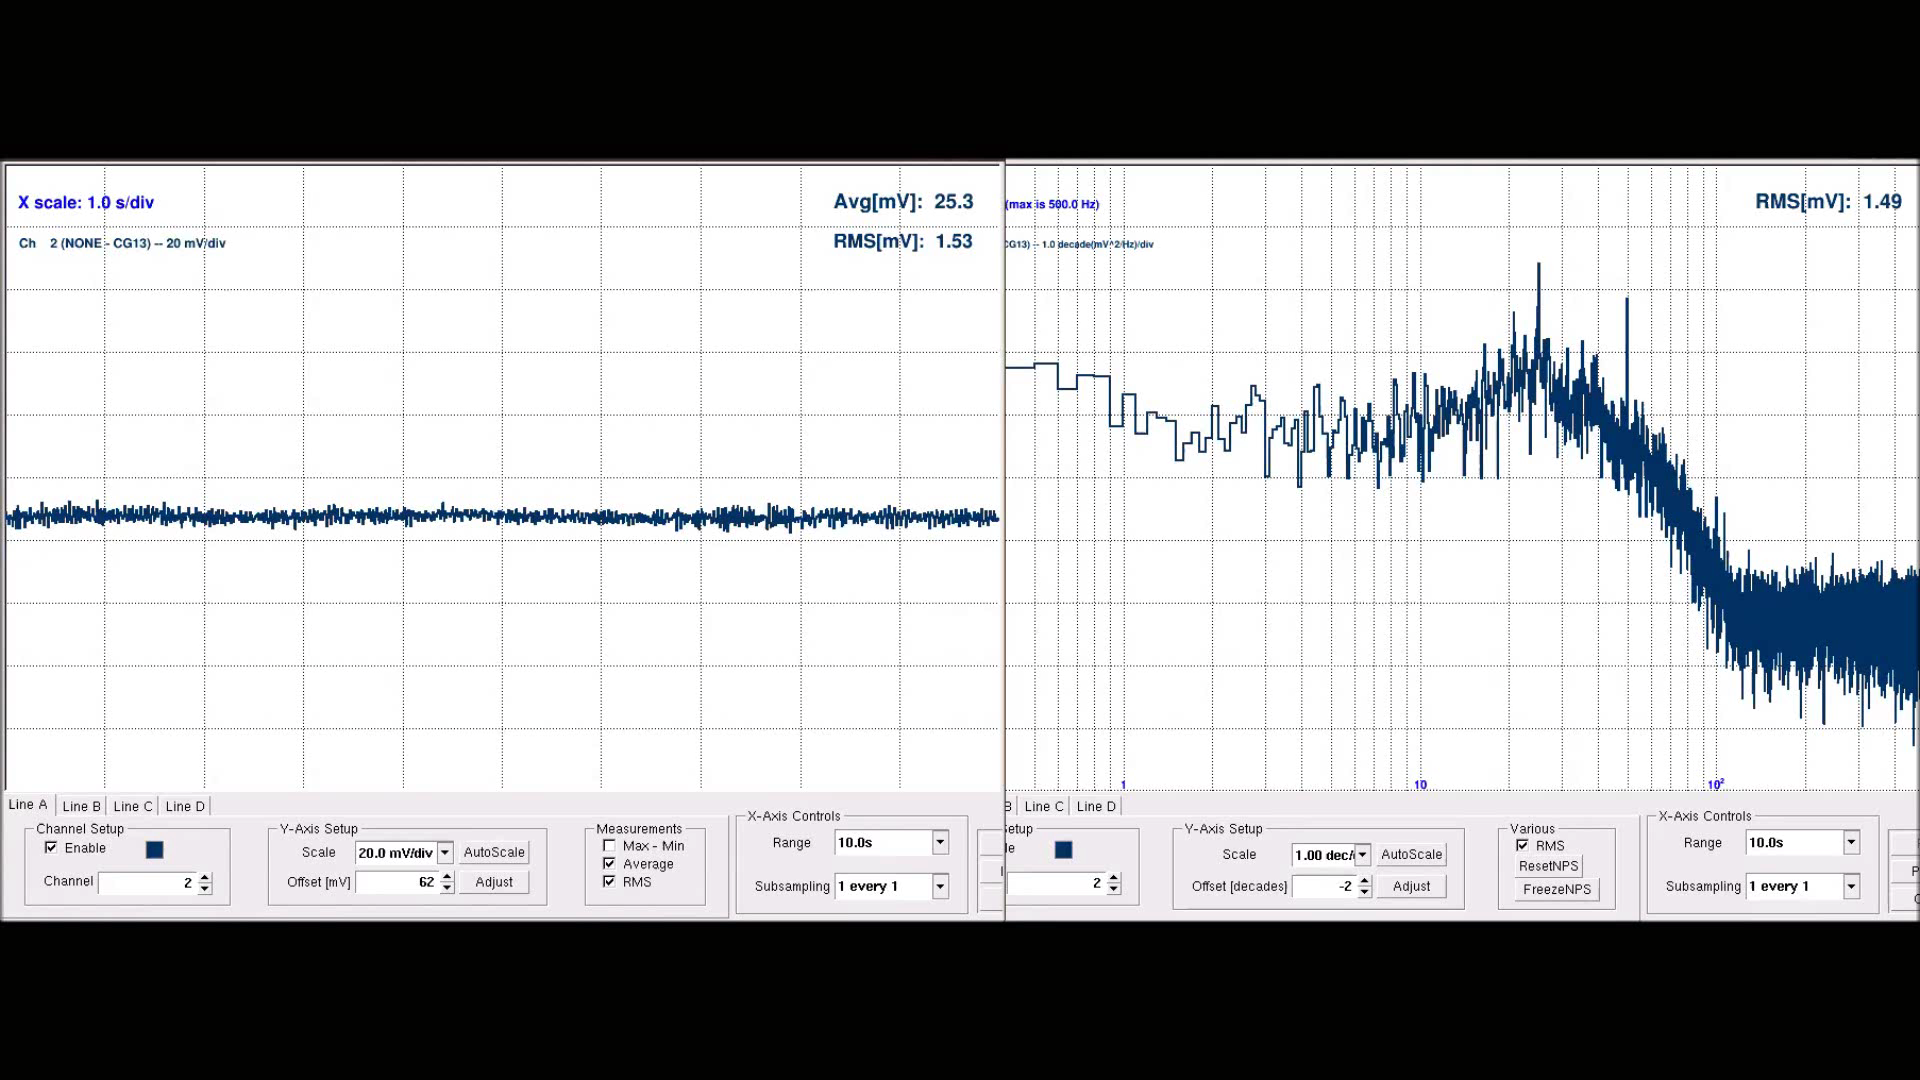 X scale: 1.0 s/div
Avg[mV]: 25.3
Ch 2 (NONE - CG13) -- 20 mV/div
RMS[mV]: 1.53
Line A Line B Line C Line D
Channel Setup
Enable
Channel 2
Y-Axis Setup
Scale 20.0 mV/div AutoScale
Offset [mV] 62 Adjust
Measurements
Max - Min
Average
RMS
X-Axis Controls
Range 10.0s
Subsampling 1 every 1
(max is 500.0 Hz)
RMS[mV]: 1.49
CG13) -- 1.0 decade(mV^2/Hz)/div
1 10 10²
B Line C Line D
Setup
le
2
Y-Axis Setup
Scale 1.00 dec/ AutoScale
Offset [decades] -2 Adjust
Various
RMS
ResetNPS
FreezeNPS
X-Axis Controls
Range 10.0s
Subsampling 1 every 1